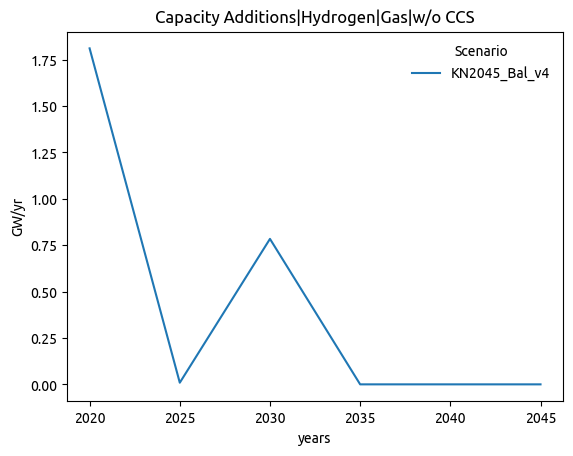 Capacity Additions|Hydrogen|Gas|w/o CCS
Scenario
KN2045_Bal_v4
GW/yr
1.75
1.50
1.25
1.00
0.75
0.50
0.25
0.00
2020 2025 2030 2035 2040 2045
years